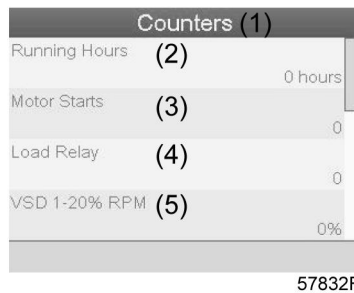 Counters (1)
Running Hours (2)
0 hours
Motor Starts (3)
0
Load Relay (4)
0
VSD 1-20% RPM (5)
0%
57832F